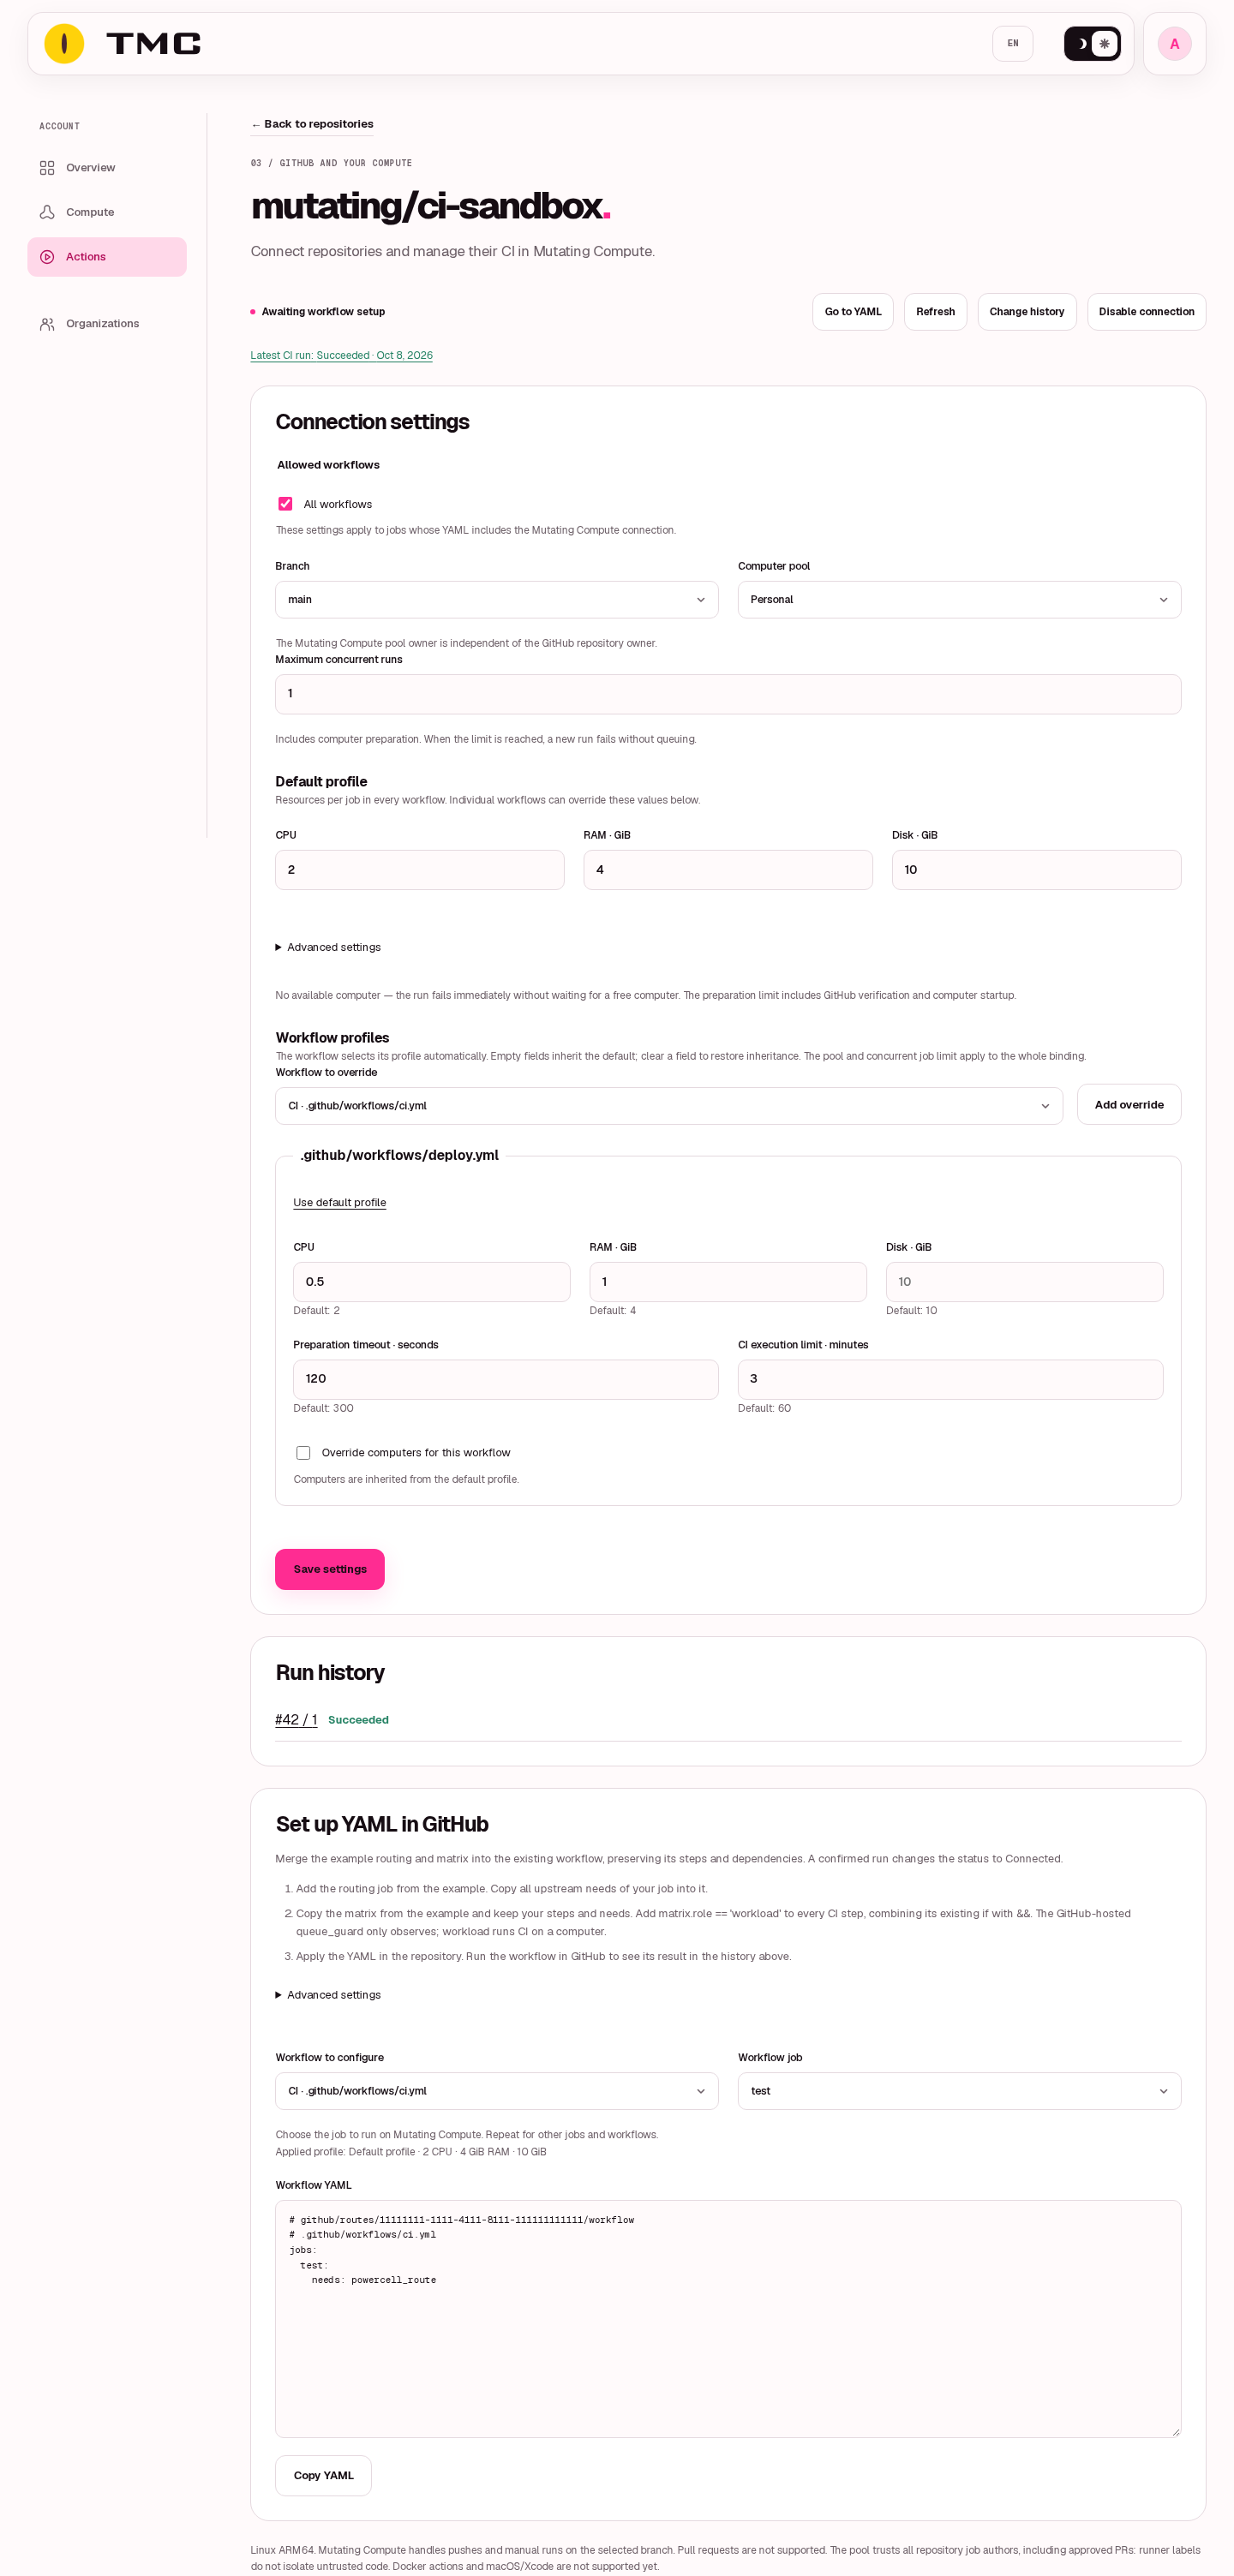 TMC
EN
A
ACCOUNT
Overview
Compute
Actions
Organizations
← Back to repositories
03 / GITHUB AND YOUR COMPUTE
mutating/ci-sandbox.
Connect repositories and manage their CI in Mutating Compute.
Awaiting workflow setup
Go to YAML
Refresh
Change history
Disable connection
Latest CI run: Succeeded · Oct 8, 2026
Connection settings
Allowed workflows
All workflows
These settings apply to jobs whose YAML includes the Mutating Compute connection.
Branch
Computer pool
main
Personal
The Mutating Compute pool owner is independent of the GitHub repository owner.
Maximum concurrent runs
1
Includes computer preparation. When the limit is reached, a new run fails without queuing.
Default profile
Resources per job in every workflow. Individual workflows can override these values below.
CPU
RAM · GiB
Disk · GiB
2
4
10
Advanced settings
No available computer — the run fails immediately without waiting for a free computer. The preparation limit includes GitHub verification and computer startup.
Workflow profiles
The workflow selects its profile automatically. Empty fields inherit the default; clear a field to restore inheritance. The pool and concurrent job limit apply to the whole binding.
Workflow to override
CI · .github/workflows/ci.yml
Add override
.github/workflows/deploy.yml
Use default profile
CPU
RAM · GiB
Disk · GiB
0.5
1
10
Default: 2
Default: 4
Default: 10
Preparation timeout · seconds
CI execution limit · minutes
120
3
Default: 300
Default: 60
Override computers for this workflow
Computers are inherited from the default profile.
Save settings
Run history
#42 / 1 Succeeded
Set up YAML in GitHub
Merge the example routing and matrix into the existing workflow, preserving its steps and dependencies. A confirmed run changes the status to Connected.
1. Add the routing job from the example. Copy all upstream needs of your job into it.
2. Copy the matrix from the example and keep your steps and needs. Add matrix.role == 'workload' to every CI step, combining its existing if with &&. The GitHub-hosted
queue_guard only observes; workload runs CI on a computer.
3. Apply the YAML in the repository. Run the workflow in GitHub to see its result in the history above.
Advanced settings
Workflow to configure
Workflow job
CI · .github/workflows/ci.yml
test
Choose the job to run on Mutating Compute. Repeat for other jobs and workflows.
Applied profile: Default profile · 2 CPU · 4 GiB RAM · 10 GiB
Workflow YAML
# github/routes/11111111-1111-4111-8111-111111111111/workflow
# .github/workflows/ci.yml
jobs:
test:
needs: powercell_route
Copy YAML
Linux ARM64. Mutating Compute handles pushes and manual runs on the selected branch. Pull requests are not supported. The pool trusts all repository job authors, including approved PRs: runner labels
do not isolate untrusted code. Docker actions and macOS/Xcode are not supported yet.